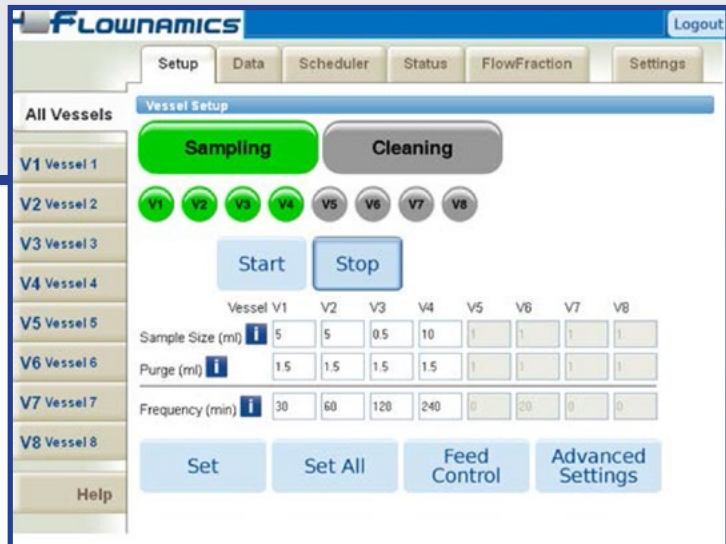 FLOWNAMICS
Logout
Setup Data Scheduler Status FlowFraction Settings
All Vessels
Vessel Setup
Sampling Cleaning
V1 Vessel 1
V2 Vessel 2
V3 Vessel 3
V4 Vessel 4
V5 Vessel 5
V6 Vessel 6
V7 Vessel 7
V8 Vessel 8
Help
V1 V2 V3 V4 V5 V6 V7 V8
Start Stop
Vessel V1 V2 V3 V4 V5 V6 V7 V8
Sample Size (ml) i 5 5 0.5 10 1 1 1 1
Purge (ml) i 1.5 1.5 1.5 1.5 1 1 1 1
Frequency (min) i 30 60 120 240 0 20 0 0
Set Set All Feed Control Advanced Settings